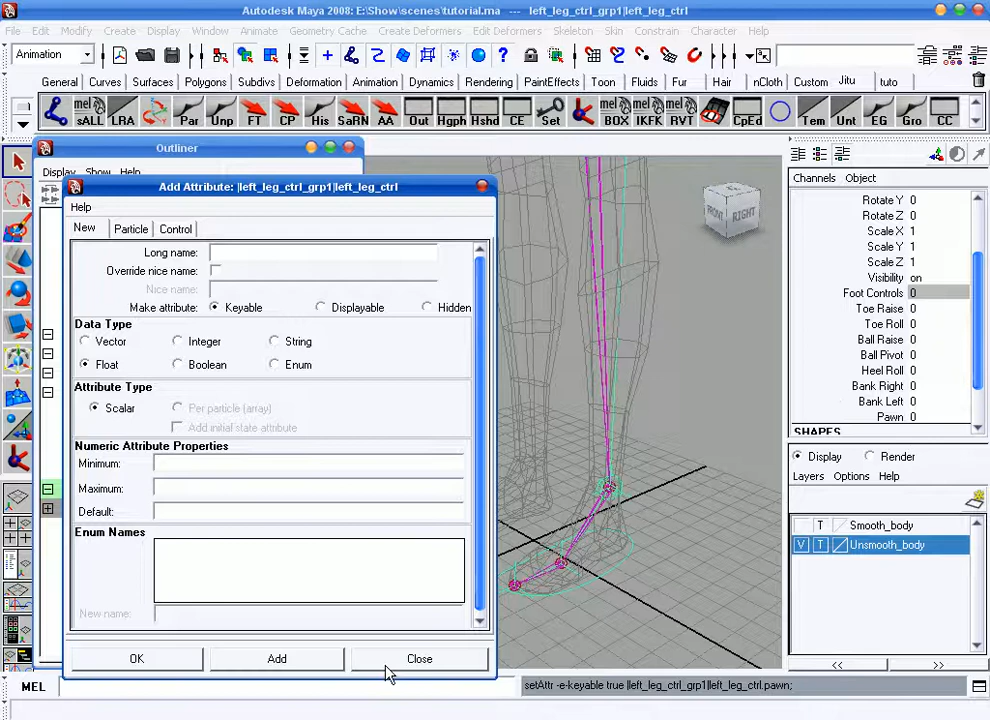 Autodesk Maya 2008: E:\Show\scenes\tutorial.ma --- left_leg_ctrl_grp1|left_leg_ctrl
File Edit Modify Create Display Window Animate Geometry Cache Create Deformers Edit Deformers Skeleton Skin Constrain Character Help
Animation
General Curves Surfaces Polygons Subdivs Deformation Animation Dynamics Rendering PaintEffects Toon Fluids Fur Hair nCloth Custom Jitu tuto
mel sALL LRA Par Unp FT CP His SaRN AA Out Hgph Hshd CE Set mel BOX mel IKFK mel RVT CpEd Tem Unt EG Gro CC
Outliner
Display Show Help
Add Attribute: |left_leg_ctrl_grp1|left_leg_ctrl
Help
New Particle Control
Long name:
Override nice name:
Nice name:
Make attribute: Keyable Displayable Hidden
Data Type
Vector Integer String
Float Boolean Enum
Attribute Type
Scalar Per particle (array)
Add initial state attribute
Numeric Attribute Properties
Minimum:
Maximum:
Default:
Enum Names
New name:
OK Add Close
FRONT RIGHT
Channels Object
Rotate Y 0
Rotate Z 0
Scale X 1
Scale Y 1
Scale Z 1
Visibility on
Foot Controls 0
Toe Raise 0
Toe Roll 0
Ball Raise 0
Ball Pivot 0
Heel Roll 0
Bank Right 0
Bank Left 0
Pawn 0
SHAPES
Display Render
Layers Options Help
T Smooth_body
V T Unsmooth_body
<< >>
MEL
setAttr -e-keyable true |left_leg_ctrl_grp1|left_leg_ctrl.pawn;